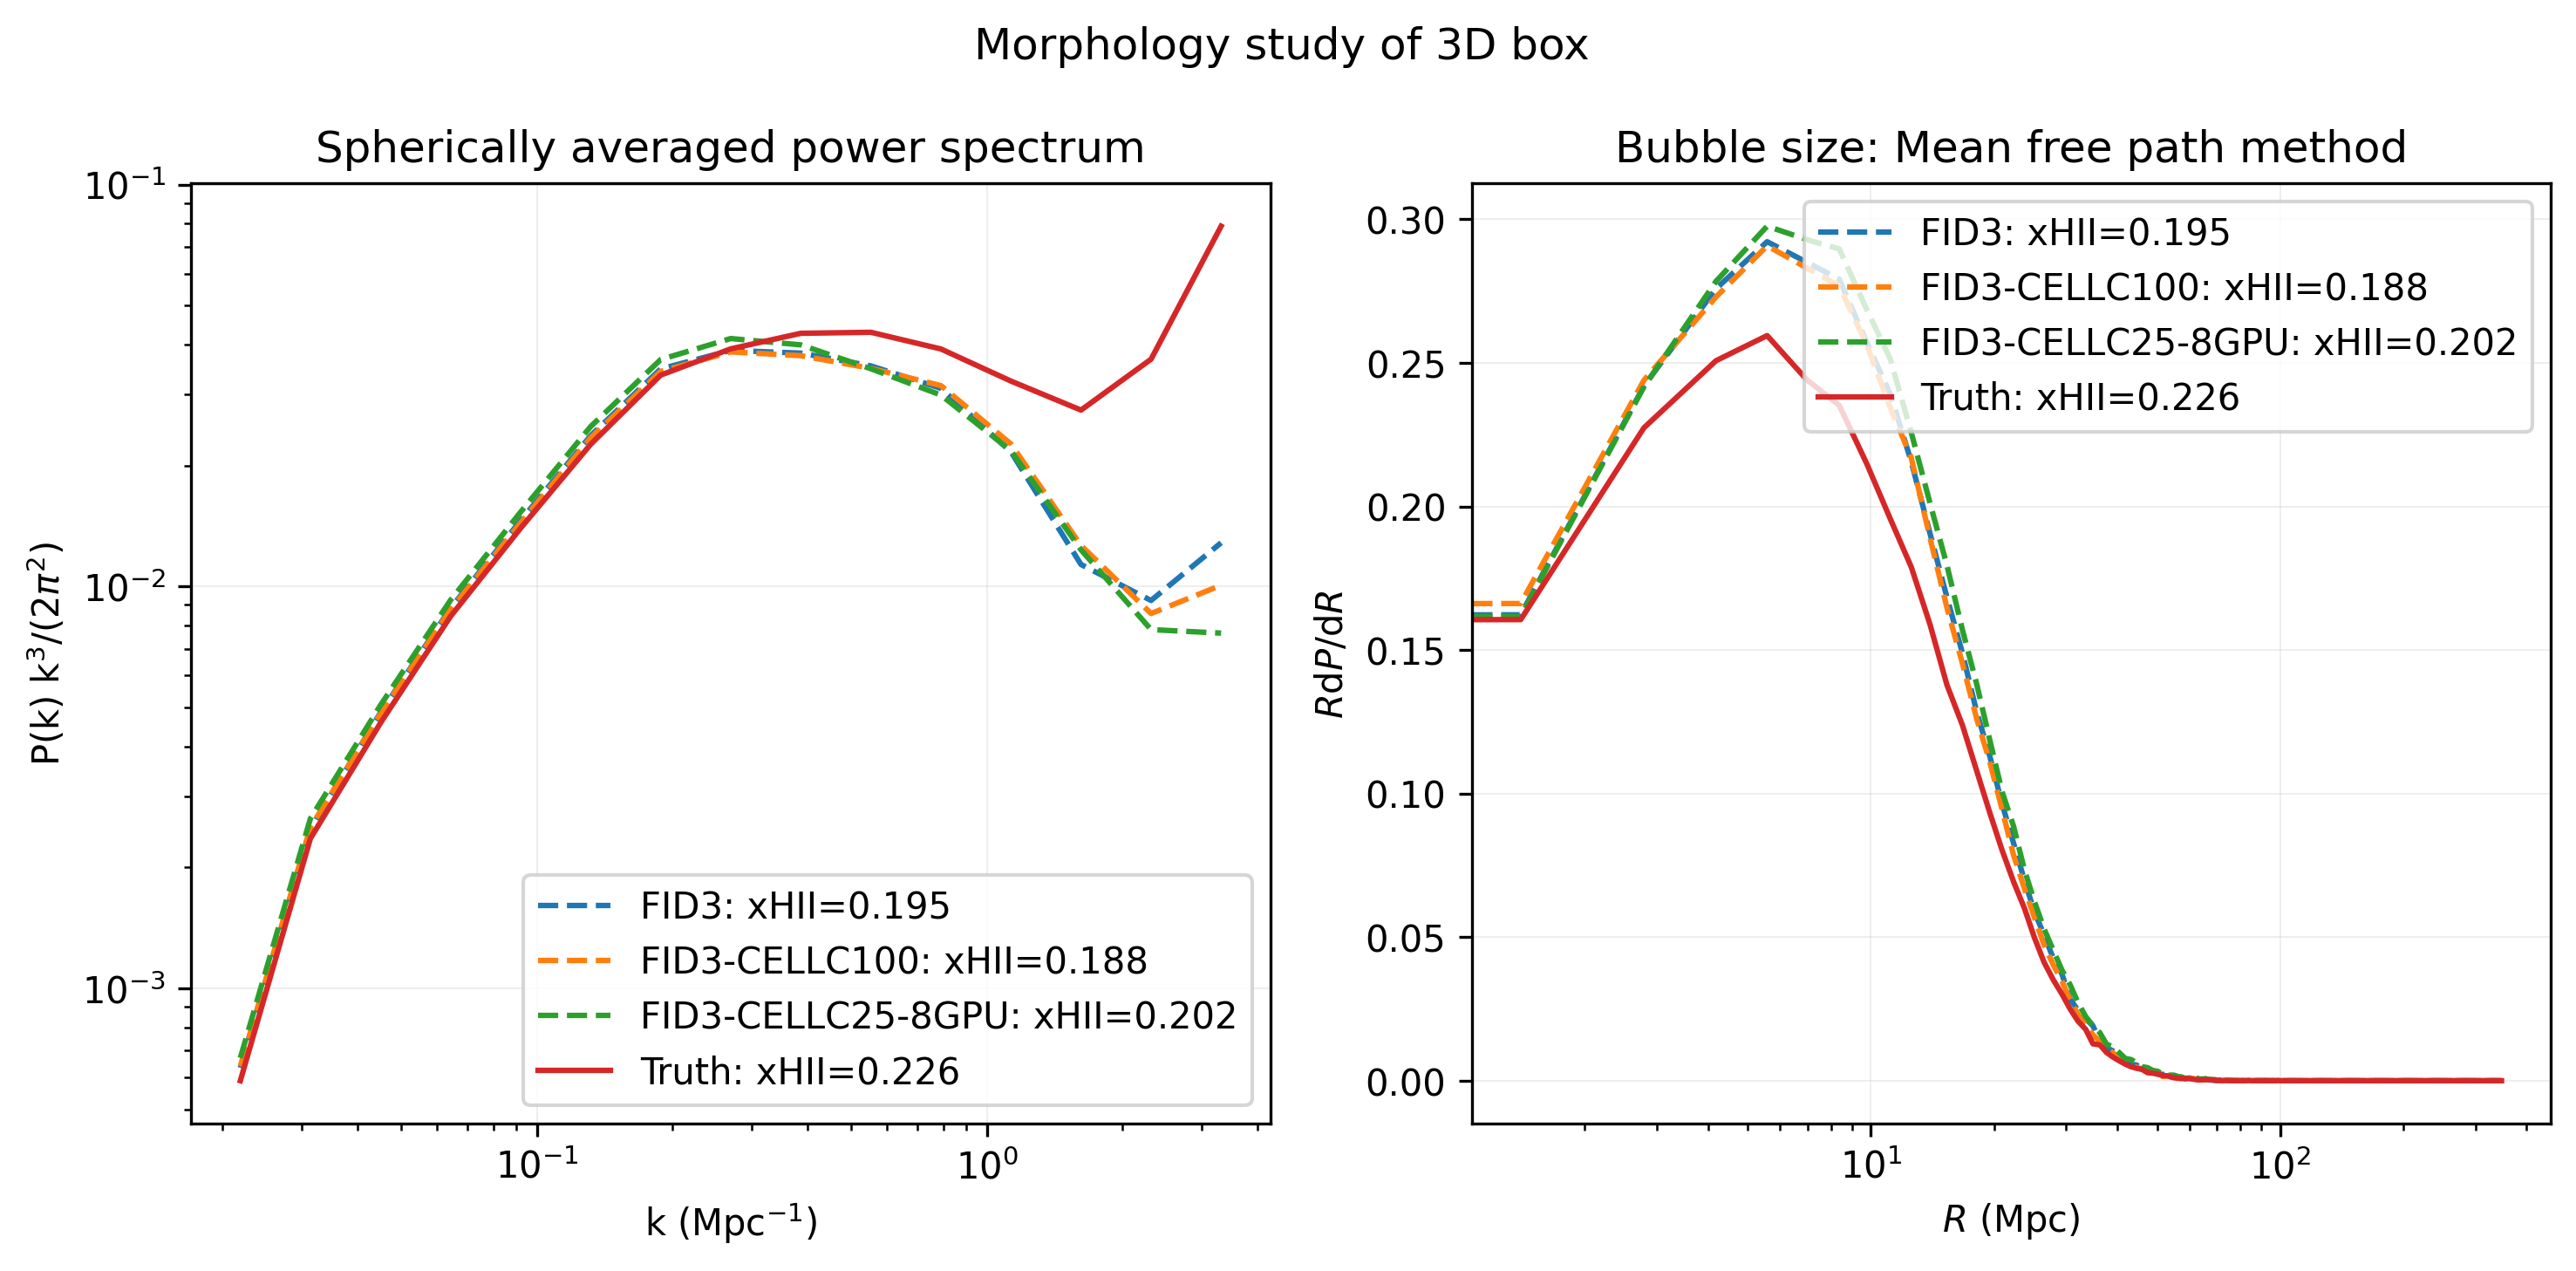 Morphology study of 3D box
Spherically averaged power spectrum
10⁻¹
10⁻²
10⁻³
P(k) k³/(2π²)
FID3: xHII=0.195
FID3-CELLC100: xHII=0.188
FID3-CELLC25-8GPU: xHII=0.202
Truth: xHII=0.226
10⁻¹
10⁰
k (Mpc⁻¹)
Bubble size: Mean free path method
0.30
0.25
0.20
0.15
0.10
0.05
0.00
RdP/dR
FID3: xHII=0.195
FID3-CELLC100: xHII=0.188
FID3-CELLC25-8GPU: xHII=0.202
Truth: xHII=0.226
10¹
10²
R (Mpc)